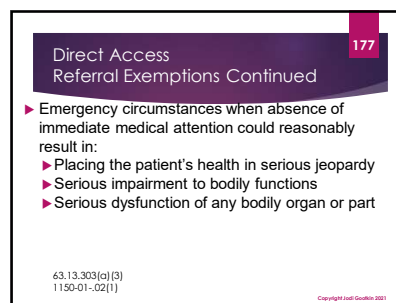 177
Direct Access
Referral Exemptions Continued
Emergency circumstances when absence of
immediate medical attention could reasonably
result in:
Placing the patient's health in serious jeopardy
Serious impairment to bodily functions
Serious dysfunction of any bodily organ or part
63.13.303(a)(3)
1150-01-.02(1)
Copyright Jodi Gootkin 2021